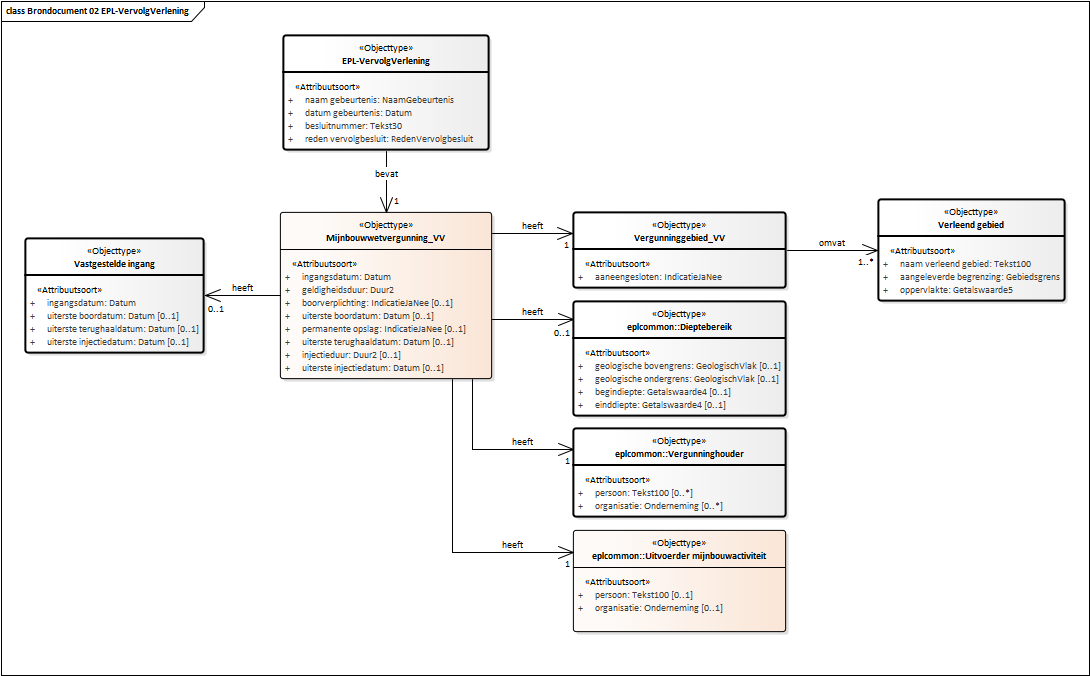 class Brondocument 02 EPL-VervolgVerlening
«Objecttype»
EPL-VervolgVerlening
«Attribuutsoort»
+ naam gebeurtenis: NaamGebeurtenis
+ datum gebeurtenis: Datum
+ besluitnummer: Tekst30
+ reden vervolgbesluit: RedenVervolgbesluit
bevat
1
«Objecttype»
Mijnbouwwetvergunning_VV
«Attribuutsoort»
+ ingangsdatum: Datum
+ geldigheidsduur: Duur2
+ boorverplichting: IndicatieJaNee [0..1]
+ uiterste boordatum: Datum [0..1]
+ permanente opslag: IndicatieJaNee [0..1]
+ uiterste terughaaldatum: Datum [0..1]
+ injectieduur: Duur2 [0..1]
+ uiterste injectiedatum: Datum [0..1]
heeft
0..1
«Objecttype»
Vastgestelde ingang
«Attribuutsoort»
+ ingangsdatum: Datum
+ uiterste boordatum: Datum [0..1]
+ uiterste terughaaldatum: Datum [0..1]
+ uiterste injectiedatum: Datum [0..1]
heeft
1
«Objecttype»
Vergunninggebied_VV
«Attribuutsoort»
+ aaneengesloten: IndicatieJaNee
omvat
1..*
«Objecttype»
Verleend gebied
«Attribuutsoort»
+ naam verleend gebied: Tekst100
+ aangeleverde begrenzing: Gebiedsgrens
+ oppervlakte: Getalswaarde5
heeft
0..1
«Objecttype»
eplcommon::Dieptebereik
«Attribuutsoort»
+ geologische bovengrens: GeologischVlak [0..1]
+ geologische ondergrens: GeologischVlak [0..1]
+ begindiepte: Getalswaarde4 [0..1]
+ einddiepte: Getalswaarde4 [0..1]
heeft
1
«Objecttype»
eplcommon::Vergunninghouder
«Attribuutsoort»
+ persoon: Tekst100 [0..*]
+ organisatie: Onderneming [0..*]
heeft
1
«Objecttype»
eplcommon::Uitvoerder mijnbouwactiviteit
«Attribuutsoort»
+ persoon: Tekst100 [0..1]
+ organisatie: Onderneming [0..1]